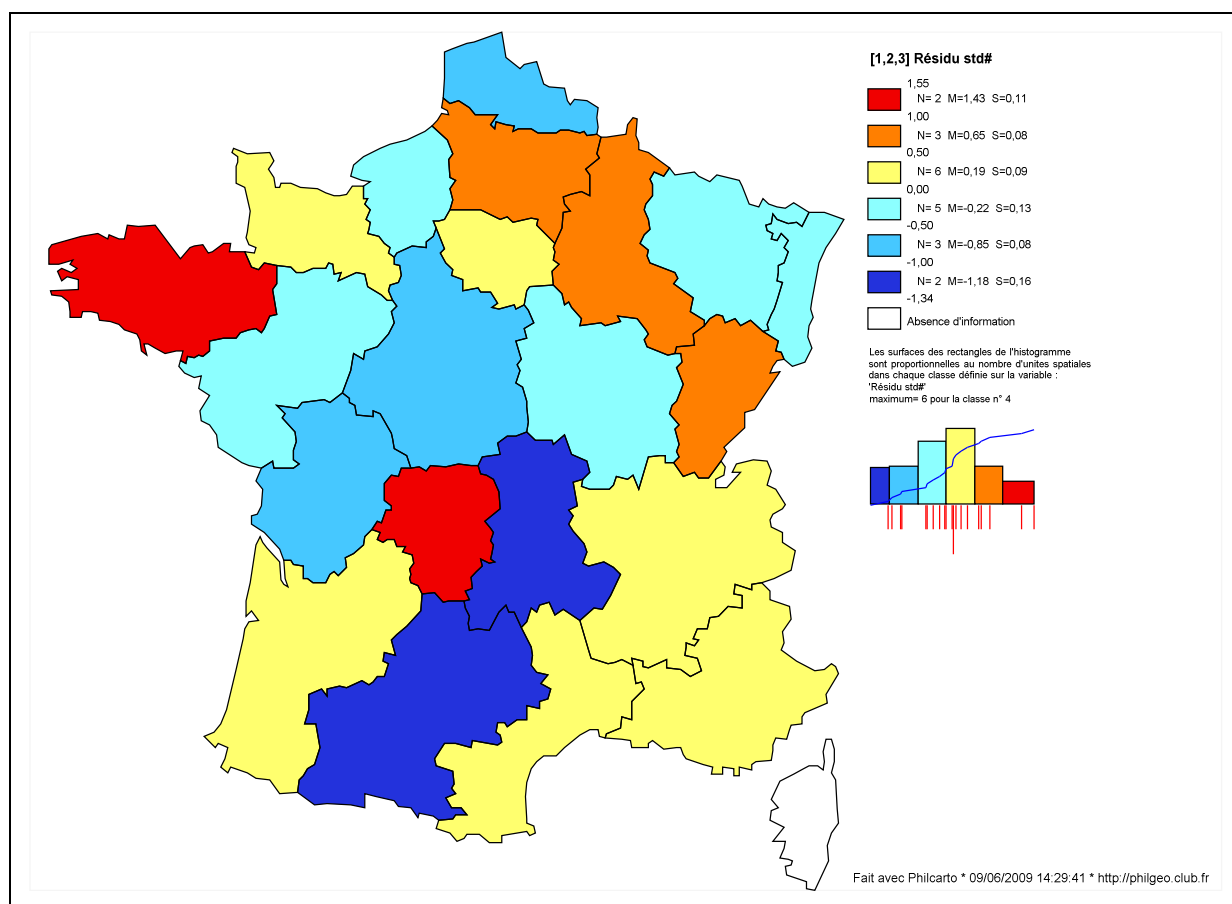 [1,2,3] Résidu std#
1,55
N= 2 M=1,43 S=0,11
1,00
N= 3 M=0,65 S=0,08
0,50
N= 6 M=0,19 S=0,09
0,00
N= 5 M=-0,22 S=0,13
-0,50
N= 3 M=-0,85 S=0,08
-1,00
N= 2 M=-1,18 S=0,16
-1,34
Absence d'information
Les surfaces des rectangles de l'histogramme
sont proportionnelles au nombre d'unites spatiales
dans chaque classe définie sur la variable :
'Résidu std#'
maximum= 6 pour la classe n° 4
Fait avec Philcarto * 09/06/2009 14:29:41 * http://philgeo.club.fr